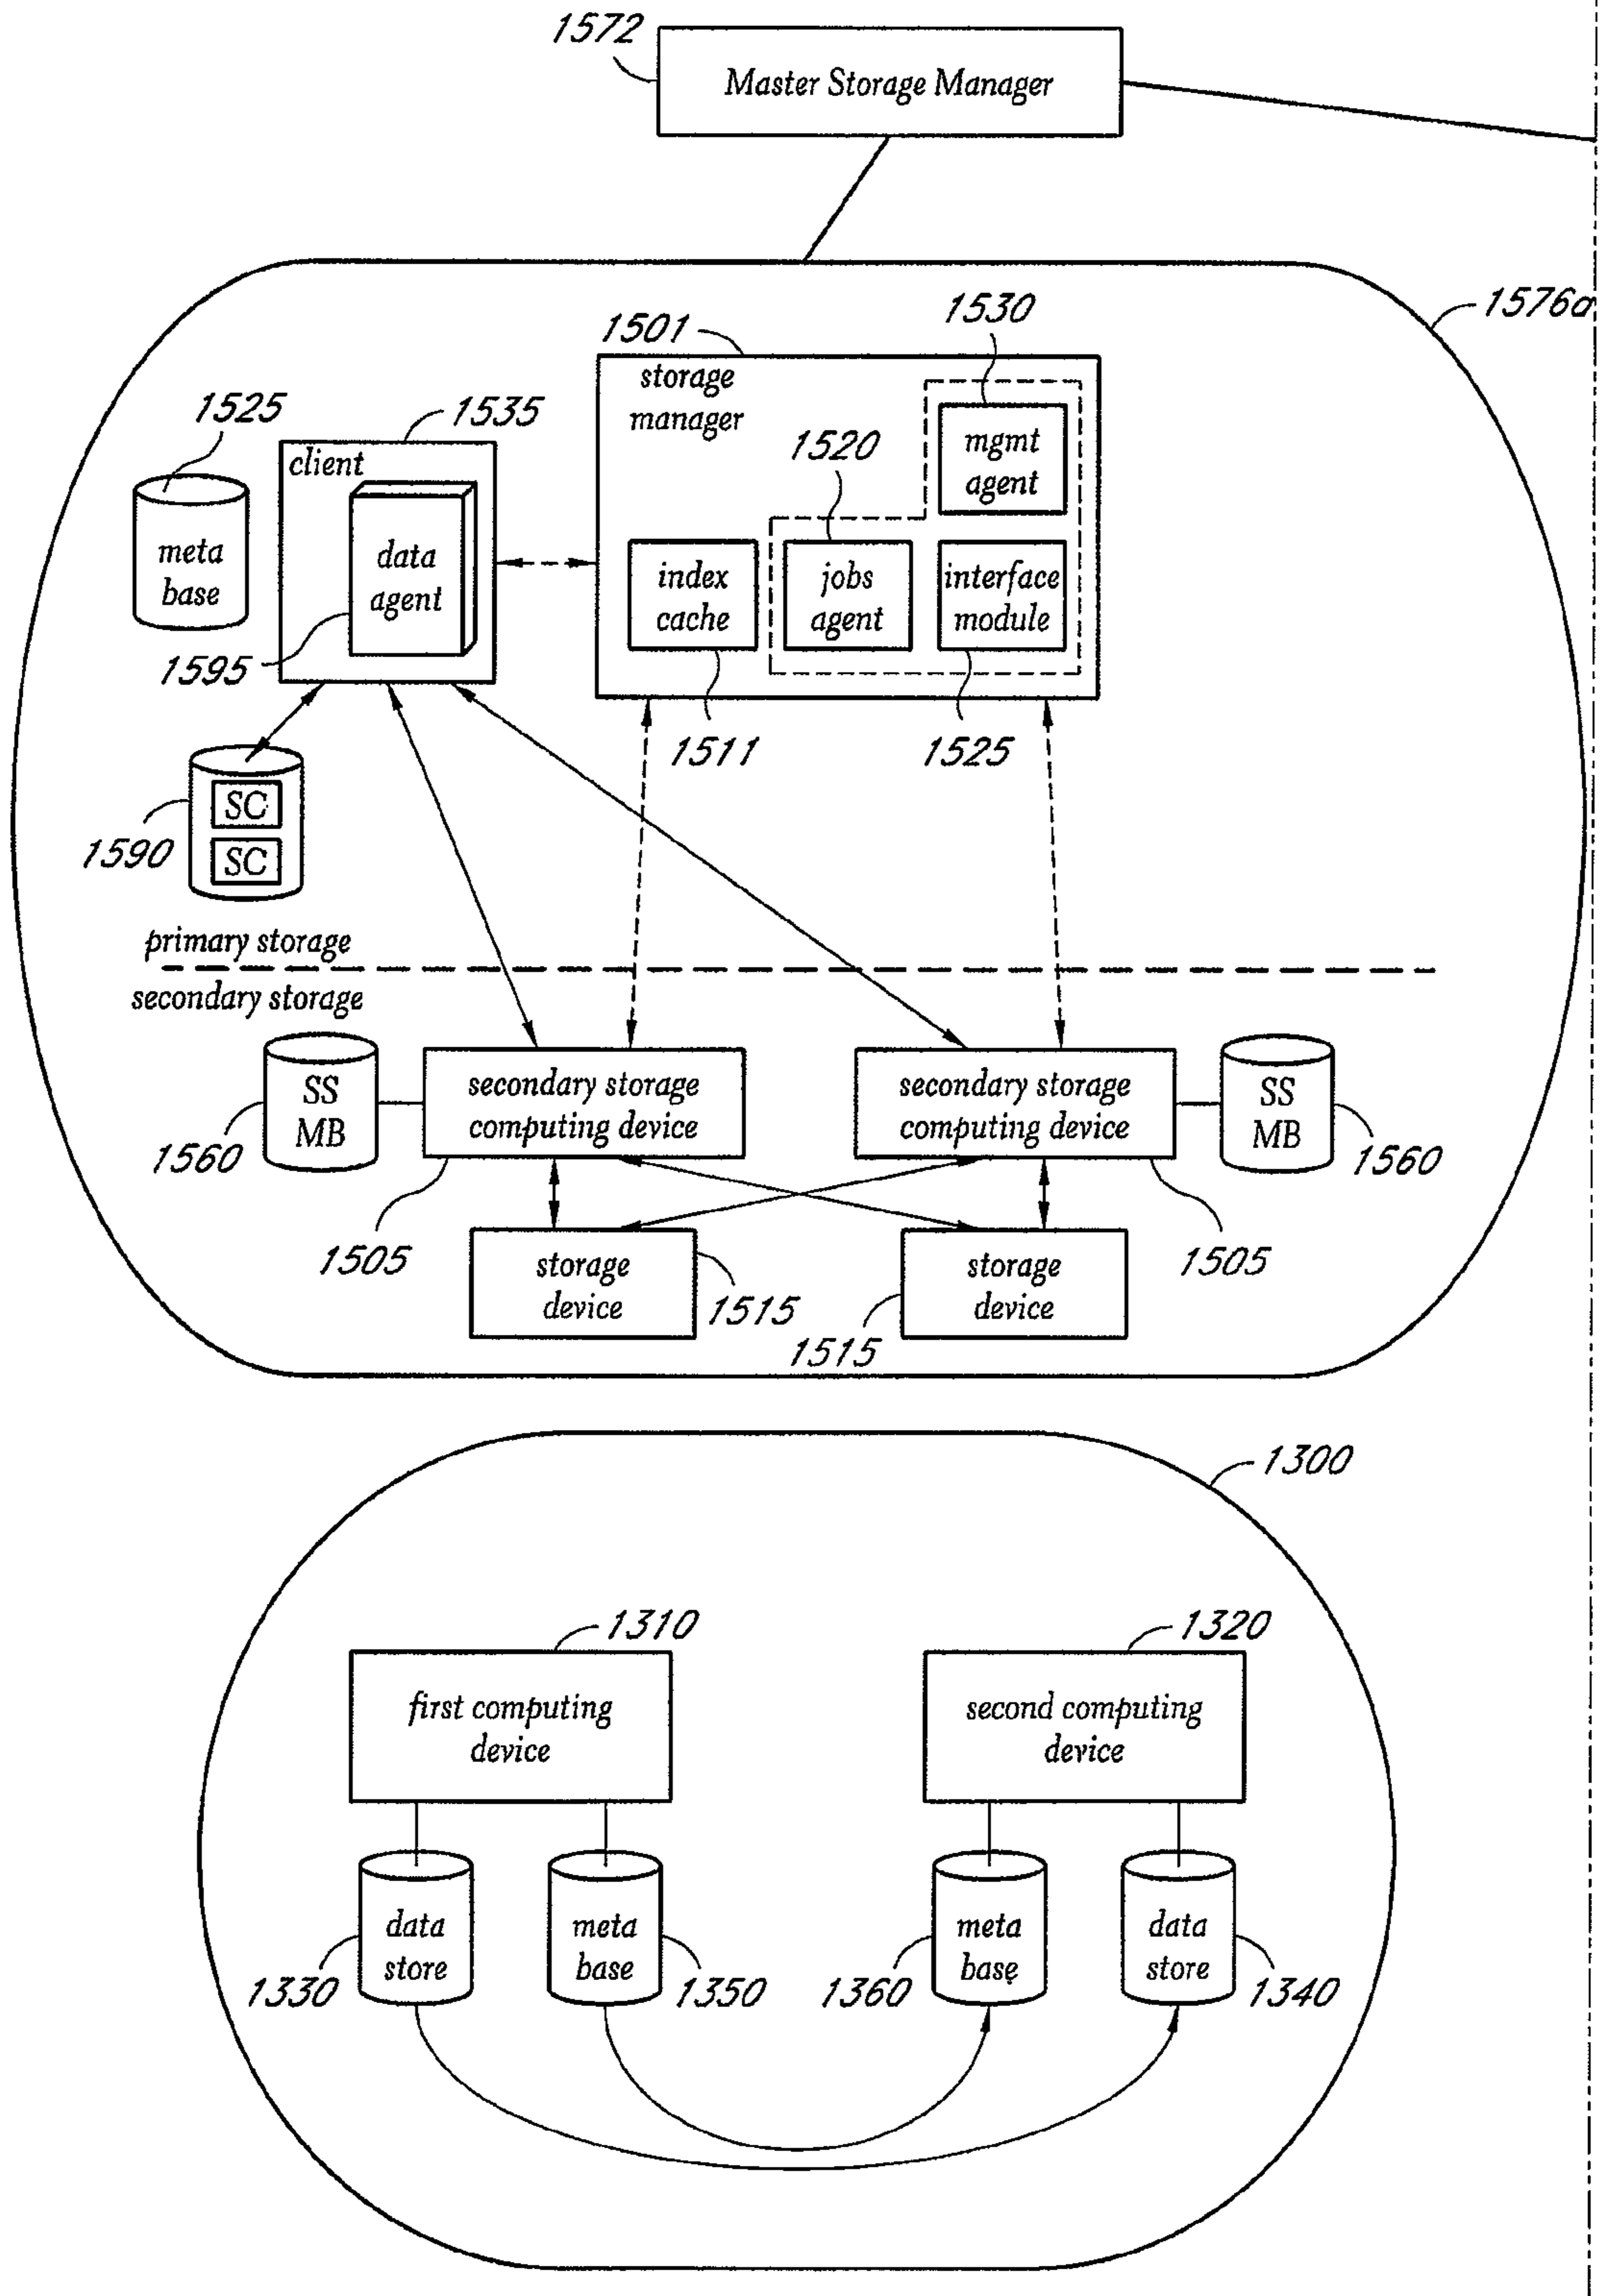 1572
Master Storage Manager
1576a
1501
1530
storage
manager
1525
1535
client
1520
mgmt
agent
meta
base
data
agent
index
cache
jobs
agent
interface
module
1595
1511
1525
SC
SC
1590
primary storage
secondary storage
SS
MB
secondary storage
computing device
secondary storage
computing device
SS
MB
1560
1560
1505
storage
device
1515
storage
device
1505
1515
1300
1310
1320
first computing
device
second computing
device
data
store
meta
base
meta
base
data
store
1330
1350
1360
1340